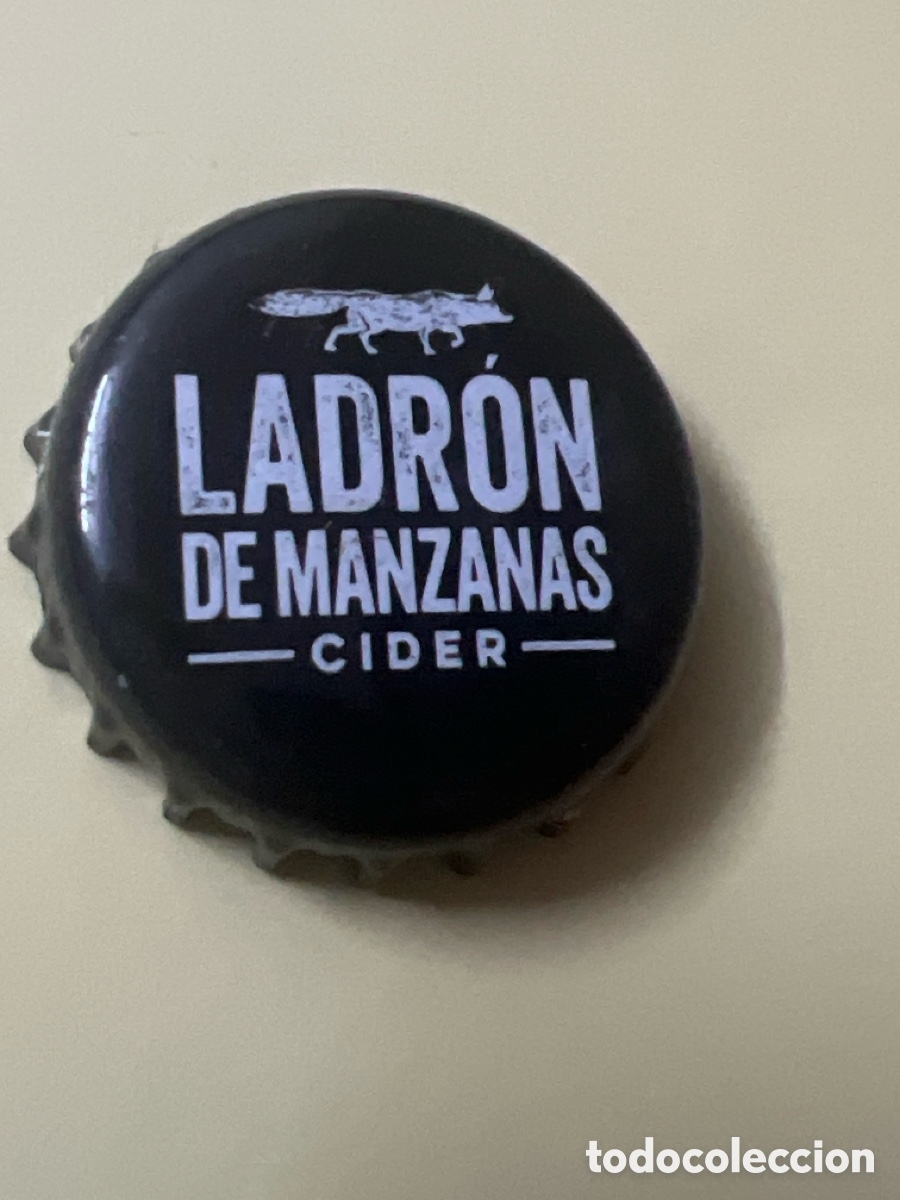 LADRÓN
DE MANZANAS
CIDER
todocoleccion